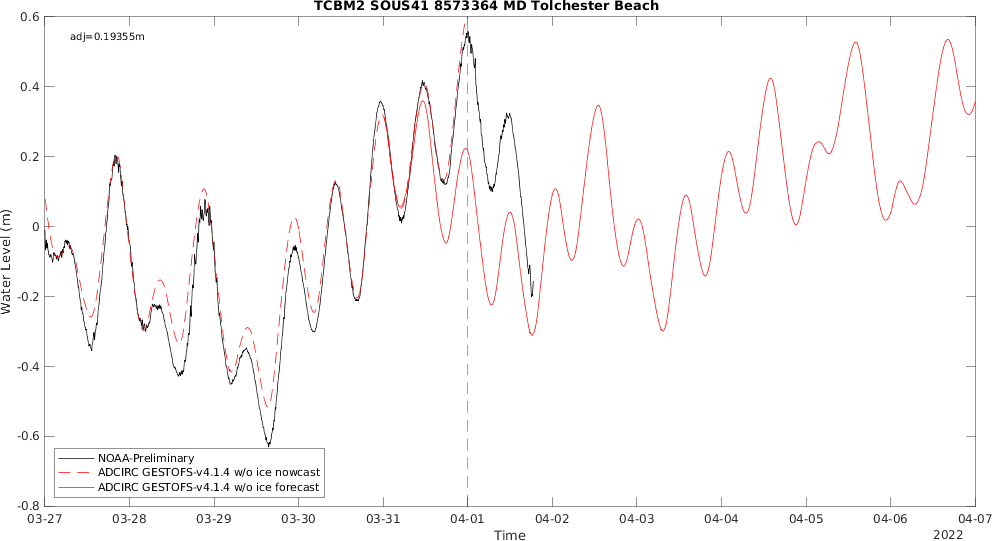 TCBM2 SOUS41 8573364 MD Tolchester Beach
adj=0.19355m
Water Level (m)
0.6
0.4
0.2
0
-0.2
-0.4
-0.6
-0.8
NOAA-Preliminary
ADCIRC GESTOFS-v4.1.4 w/o ice nowcast
ADCIRC GESTOFS-v4.1.4 w/o ice forecast
03-27 03-28 03-29 03-30 03-31 04-01 04-02 04-03 04-04 04-05 04-06 04-07
Time
2022